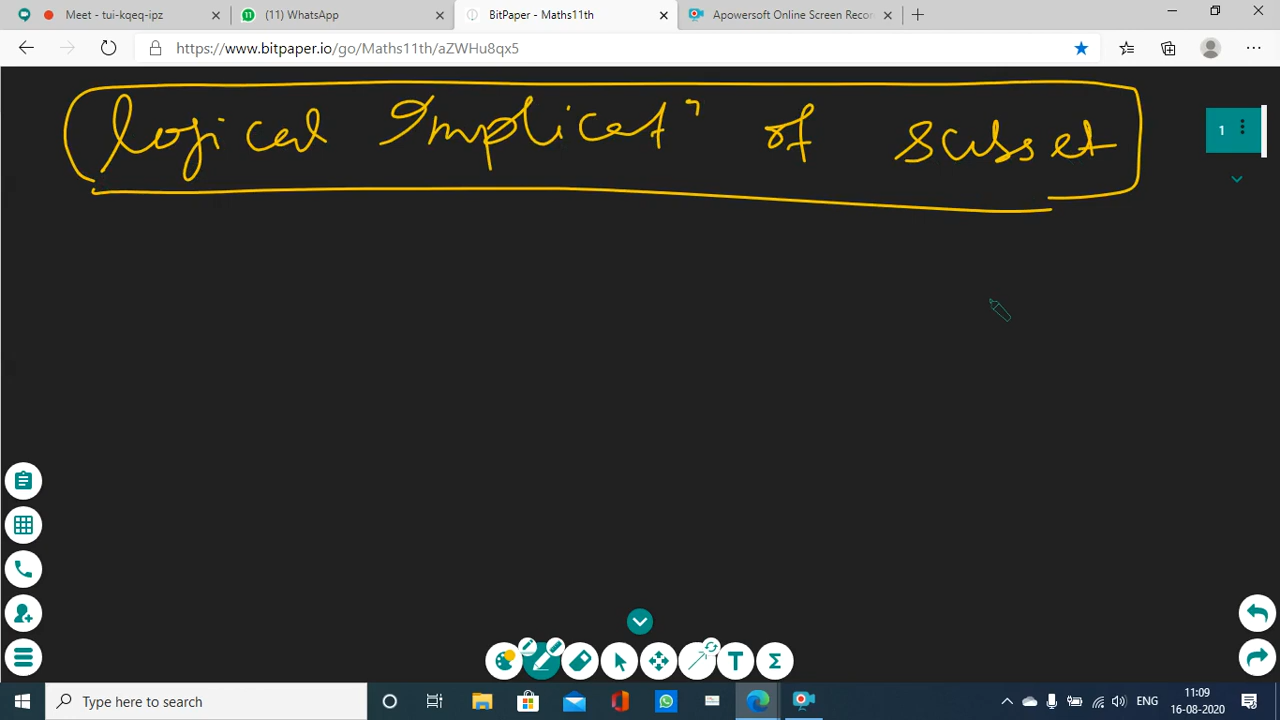 Meet - tui-kqeq-ipz
(11) WhatsApp
BitPaper - Maths11th
Apowersoft Online Screen Recor
https://www.bitpaper.io/go/Maths11th/aZWHu8qx5
logical Implicat" of subset
1
T
Σ
Type here to search
ENG
11:09
16-08-2020